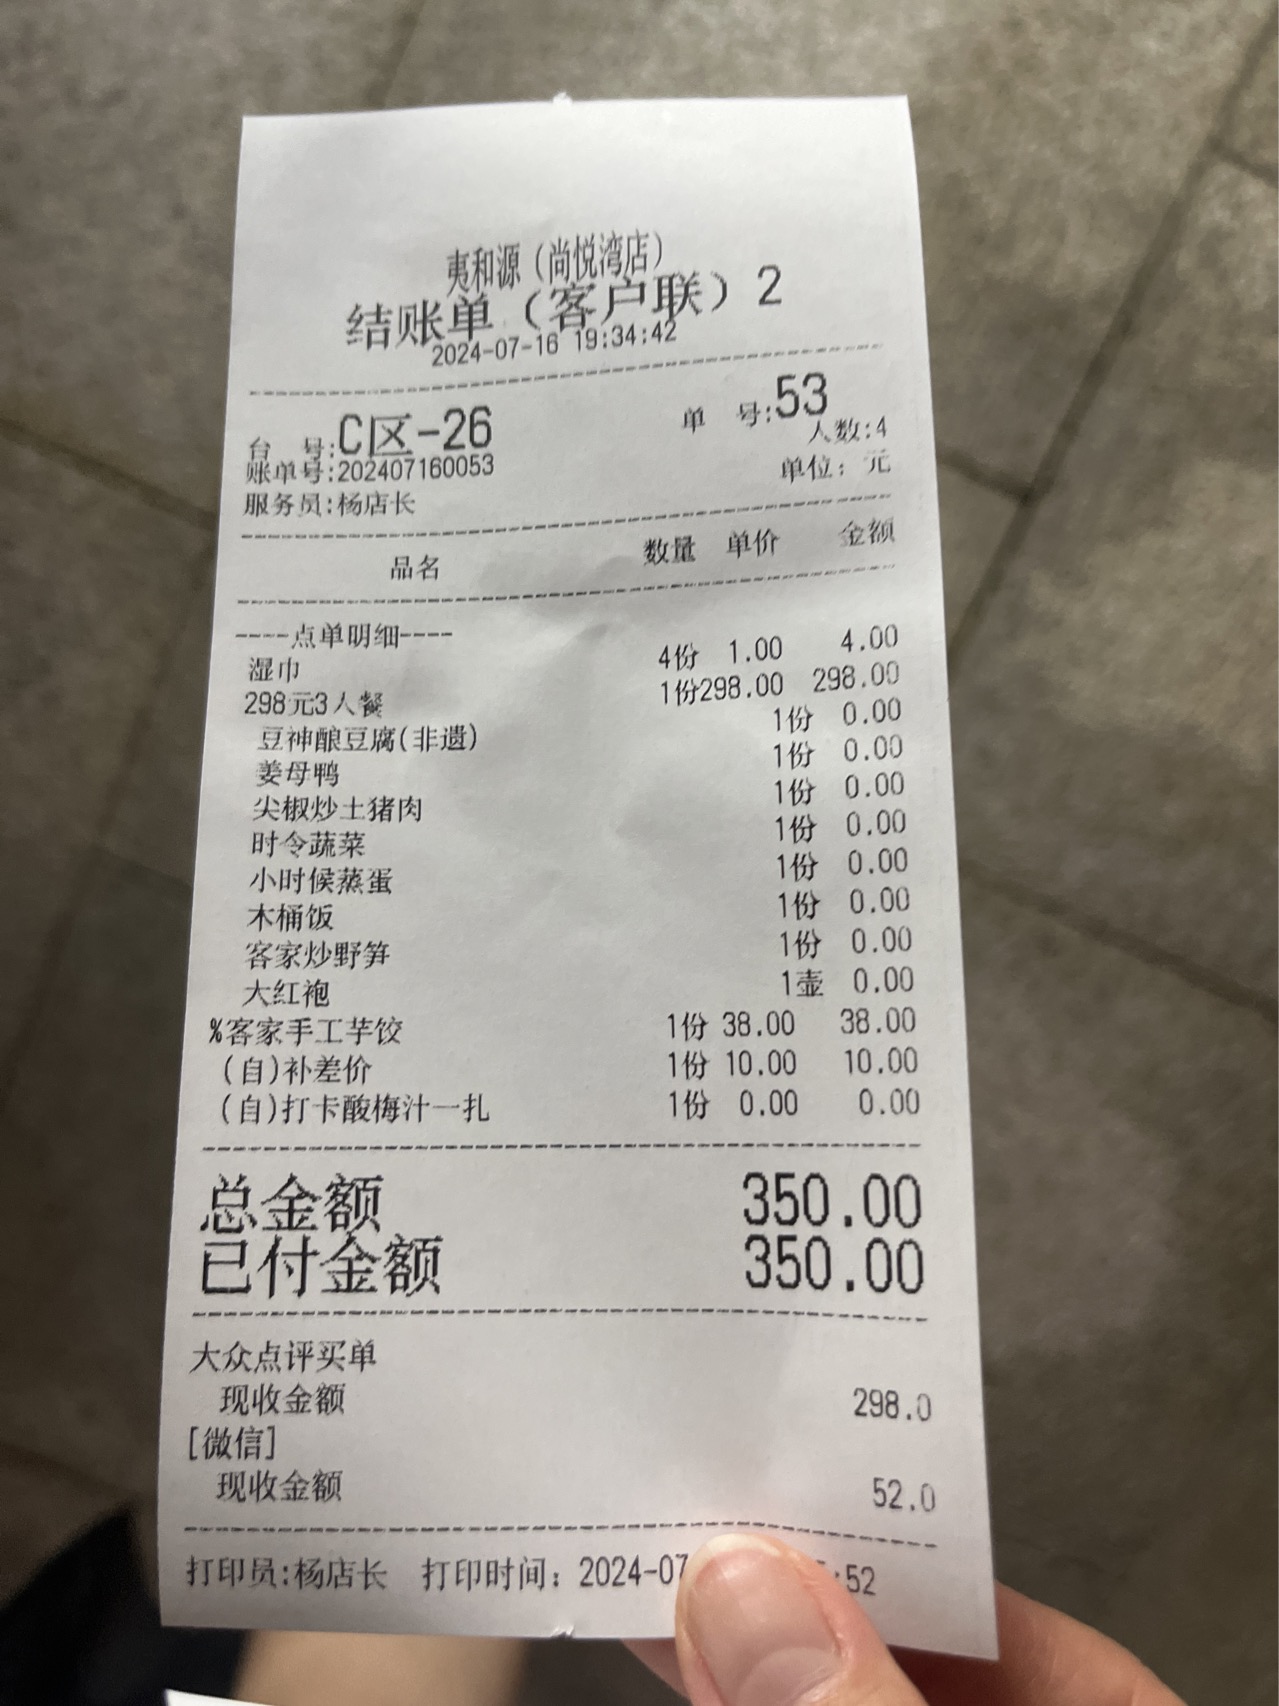 夷和源（尚悦湾店）
结账单（客户联）2
2024-07-16 19:34:42
台 号:C区-26 单 号:53
账单号:202407160053 人数:4
服务员:杨店长 单位：元
品名 数量 单价 金额
----点单明细----
湿巾 4份 1.00 4.00
298元3人餐 1份298.00 298.00
豆神酿豆腐(非遗) 1份 0.00
姜母鸭 1份 0.00
尖椒炒土猪肉 1份 0.00
时令蔬菜 1份 0.00
小时候蒸蛋 1份 0.00
木桶饭 1份 0.00
客家炒野笋 1份 0.00
大红袍 1壶 0.00
%客家手工芋饺 1份 38.00 38.00
(自)补差价 1份 10.00 10.00
(自)打卡酸梅汁一扎 1份 0.00 0.00
总金额 350.00
已付金额 350.00
大众点评买单
现收金额 298.0
[微信]
现收金额 52.0
打印员:杨店长 打印时间：2024-07 :52